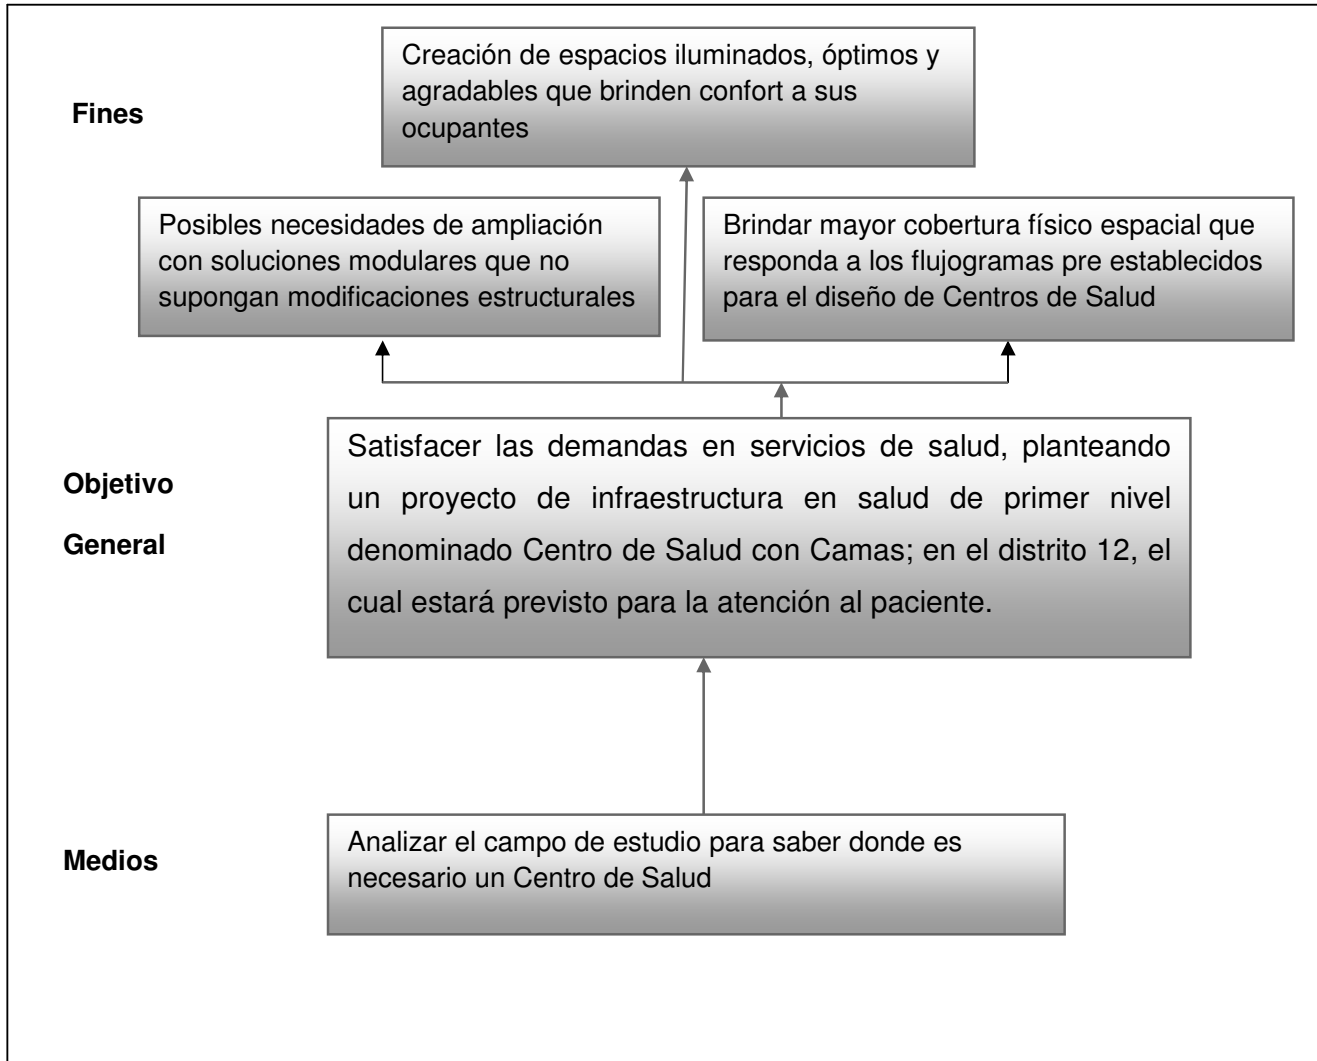 Creación de espacios iluminados, óptimos y
agradables que brinden confort a sus
ocupantes
Fines
Posibles necesidades de ampliación
con soluciones modulares que no
supongan modificaciones estructurales
Brindar mayor cobertura físico espacial que
responda a los flujogramas pre establecidos
para el diseño de Centros de Salud
Objetivo
General
Satisfacer las demandas en servicios de salud, planteando
un proyecto de infraestructura en salud de primer nivel
denominado Centro de Salud con Camas; en el distrito 12, el
cual estará previsto para la atención al paciente.
Medios
Analizar el campo de estudio para saber donde es
necesario un Centro de Salud